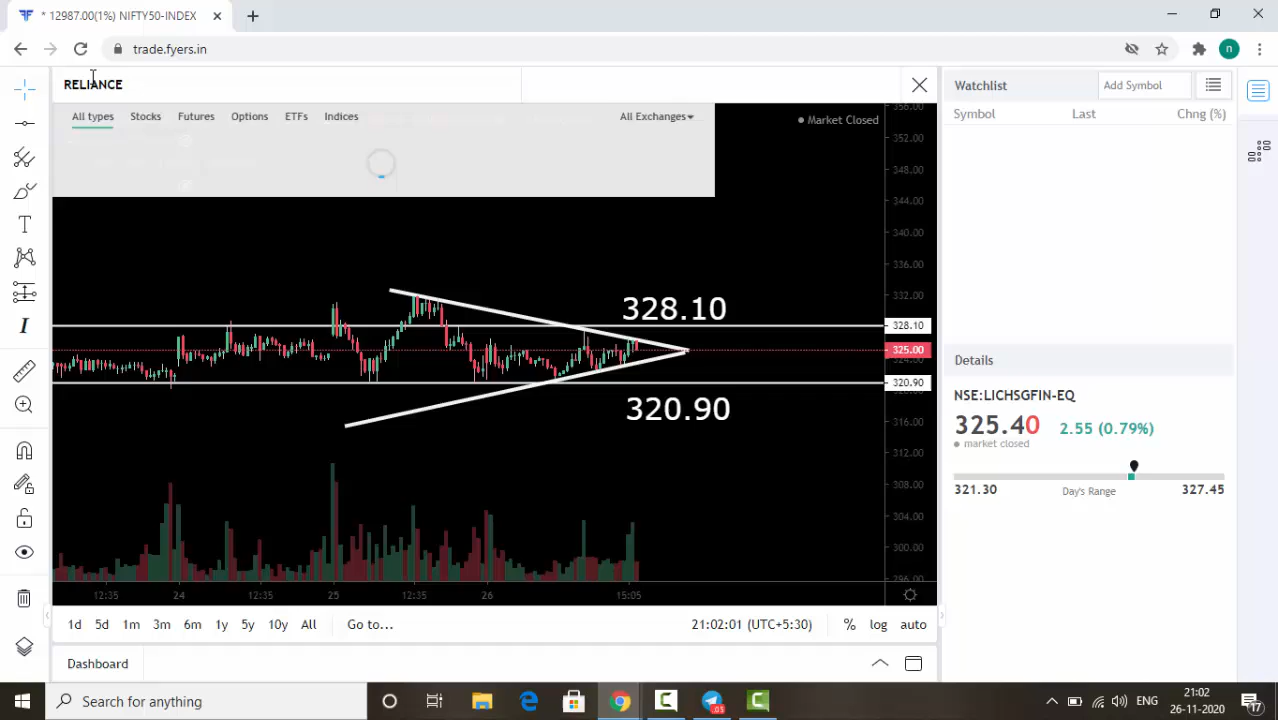 * 12987.00(1%) NIFTY50-INDEX
trade.fyers.in
n
RELIANCE
All types Stocks Futures Options ETFs Indices All Exchanges
Market Closed
356.00
352.00
348.00
344.00
340.00
336.00
332.00
328.10
328.10
325.00
324.00
320.90
320.90
316.00
312.00
308.00
304.00
300.00
296.00
12:35 24 12:35 25 12:35 26 15:05
1d 5d 1m 3m 6m 1y 5y 10y All Go to... 21:02:01 (UTC+5:30) % log auto
Dashboard
Watchlist Add Symbol
Symbol Last Chng (%)
Details
NSE:LICHSGFIN-EQ
325.40 2.55 (0.79%)
market closed
321.30 Day's Range 327.45
Search for anything
ENG
21:02
26-11-2020
17